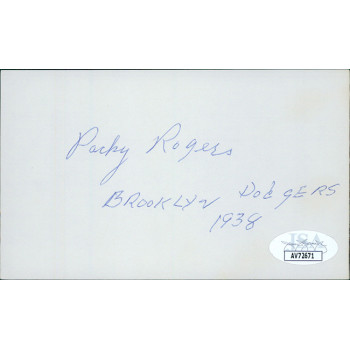 Packy Rogers
BROOKLYN DODGERS
1938
JSA
AV72671